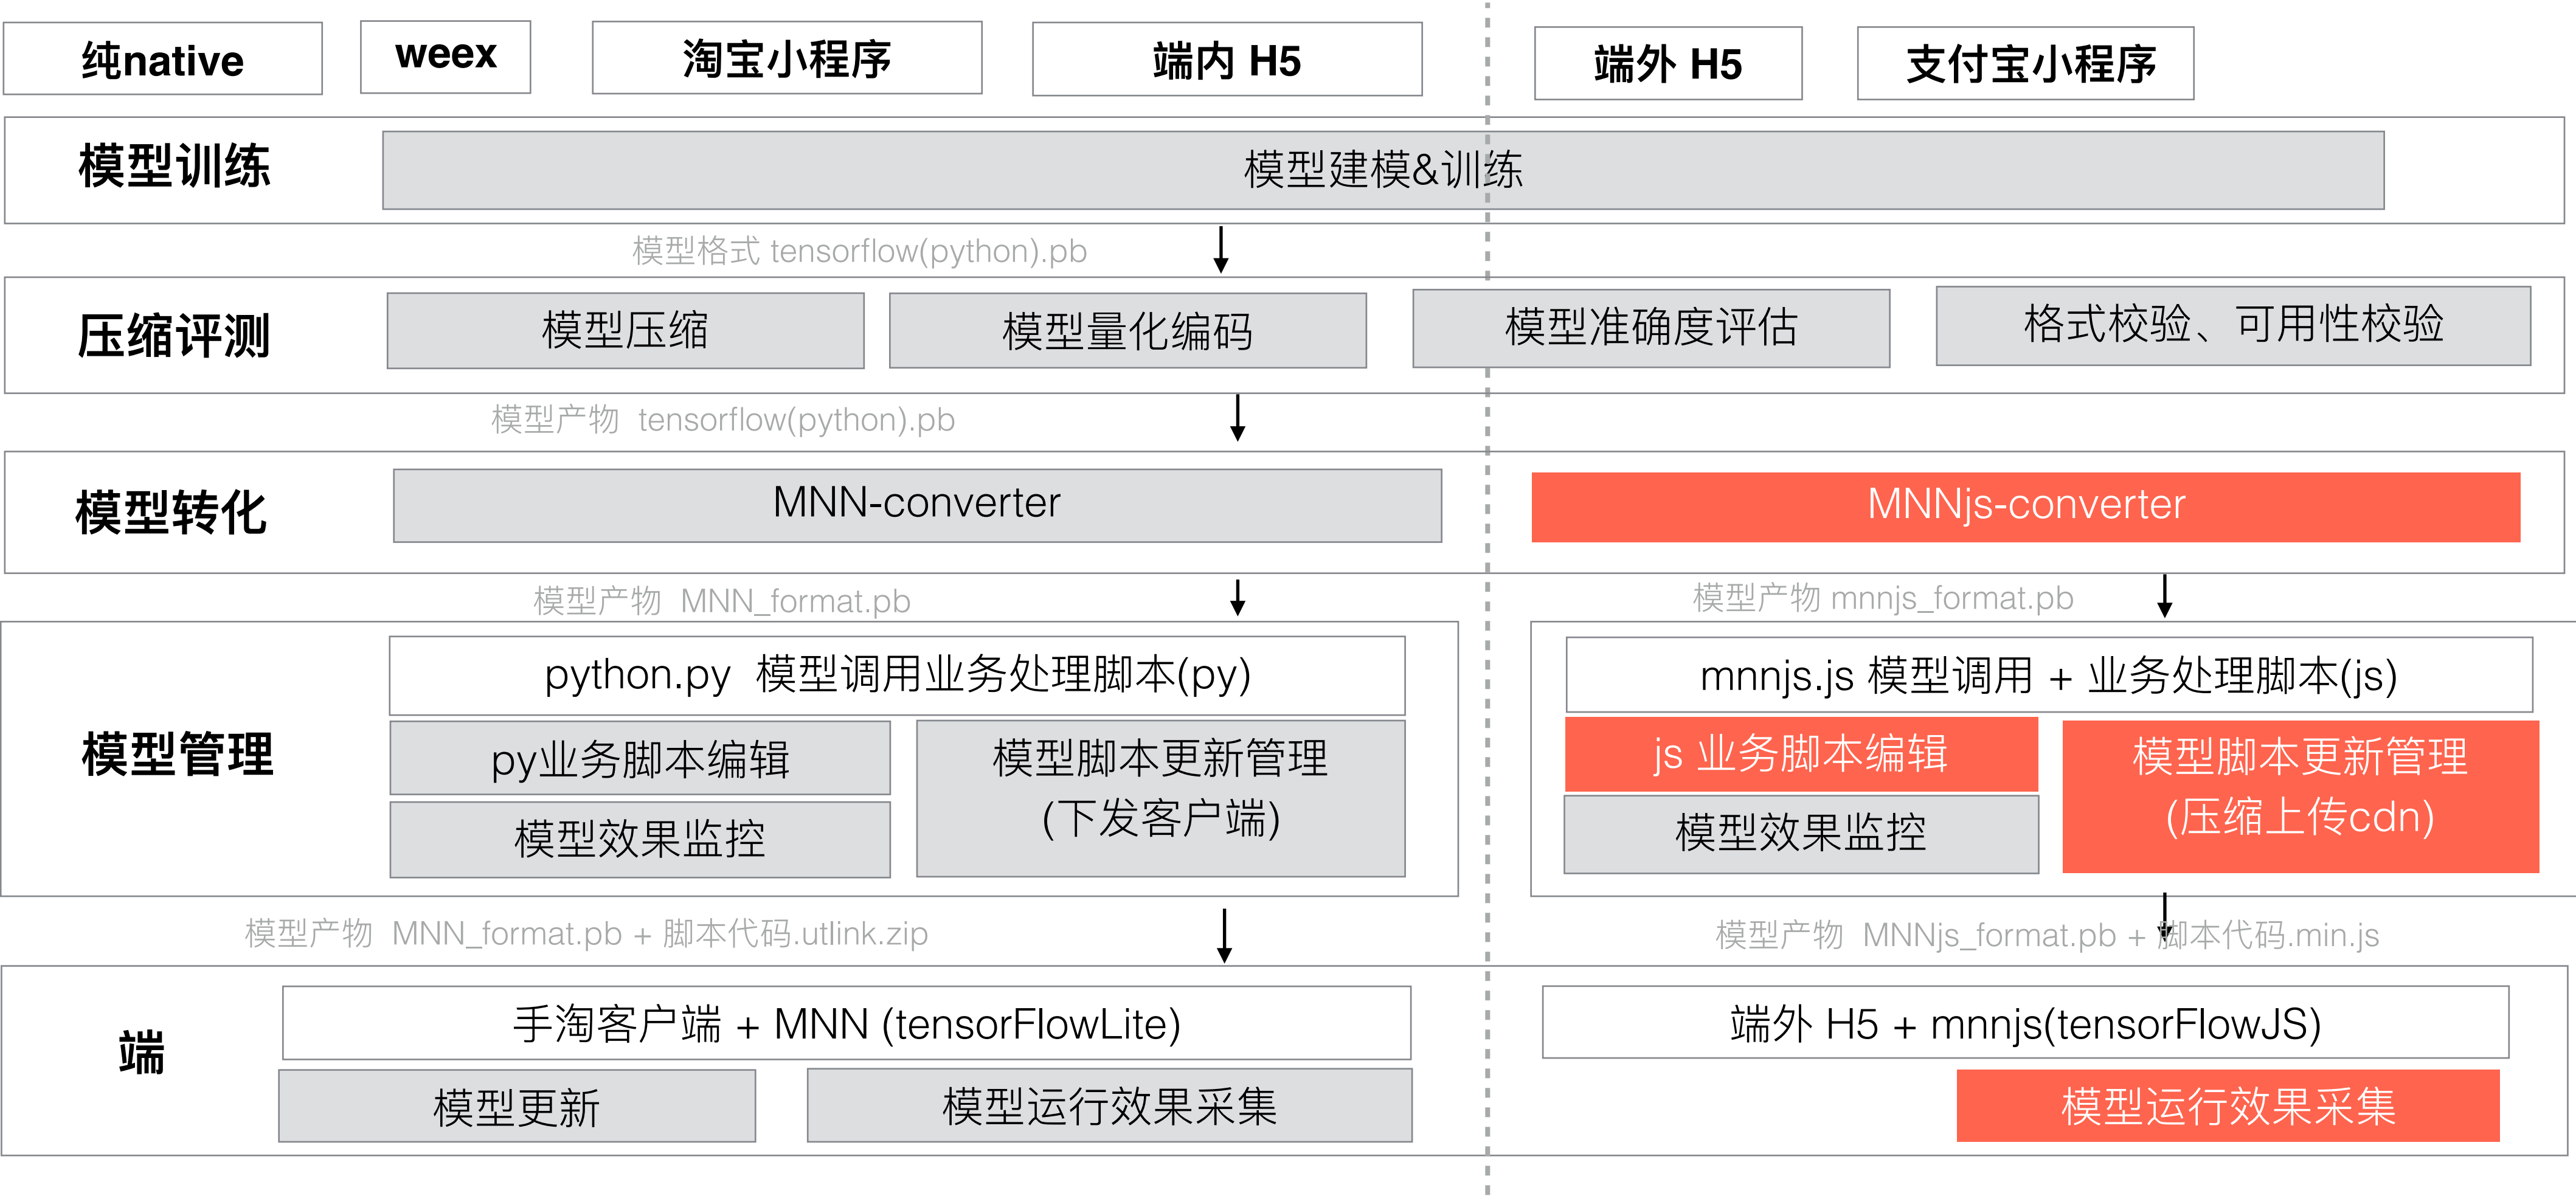 纯native
weex
淘宝小程序
端内 H5
端外 H5
支付宝小程序
模型训练
模型建模&训练
模型格式 tensorflow(python).pb
压缩评测
模型压缩
模型量化编码
模型准确度评估
格式校验、可用性校验
模型产物 tensorflow(python).pb
模型转化
MNN-converter
MNNjs-converter
模型产物 MNN_format.pb
模型产物 mnnjs_format.pb
模型管理
python.py 模型调用业务处理脚本(py)
py业务脚本编辑
模型脚本更新管理
(下发客户端)
模型效果监控
mnnjs.js 模型调用 + 业务处理脚本(js)
js 业务脚本编辑
模型脚本更新管理
(压缩上传cdn)
模型效果监控
模型产物 MNN_format.pb + 脚本代码.utlink.zip
模型产物 MNNjs_format.pb + 脚本代码.min.js
端
手淘客户端 + MNN (tensorFlowLite)
模型更新
模型运行效果采集
端外 H5 + mnnjs(tensorFlowJS)
模型运行效果采集